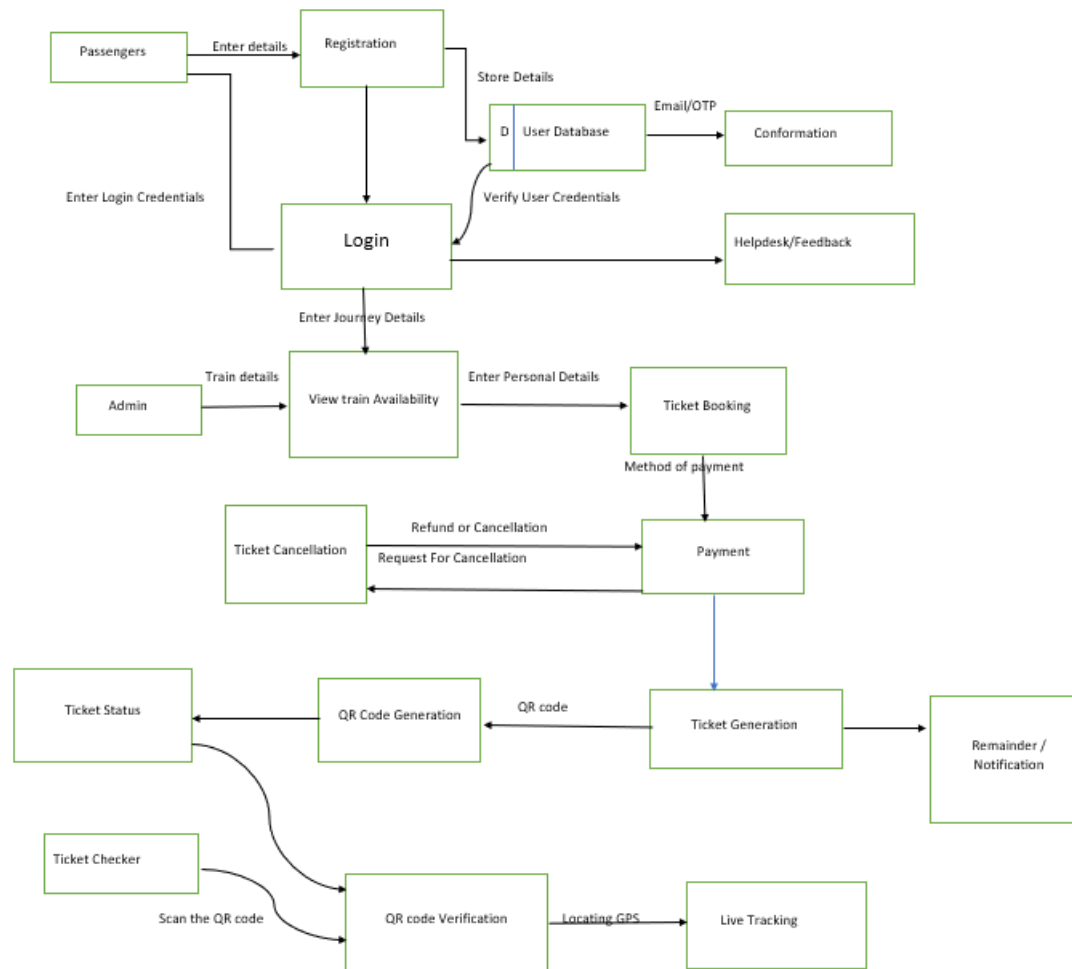 Passengers
Enter details
Registration
Store Details
Email/OTP
D
User Database
Conformation
Enter Login Credentials
Verify User Credentials
Login
Helpdesk/Feedback
Enter Journey Details
Train details
Enter Personal Details
Admin
View train Availability
Ticket Booking
Method of payment
Refund or Cancellation
Ticket Cancellation
Request For Cancellation
Payment
Ticket Status
QR Code Generation
QR code
Ticket Generation
Remainder /
Notification
Ticket Checker
Scan the QR code
QR code Verification
Locating GPS
Live Tracking